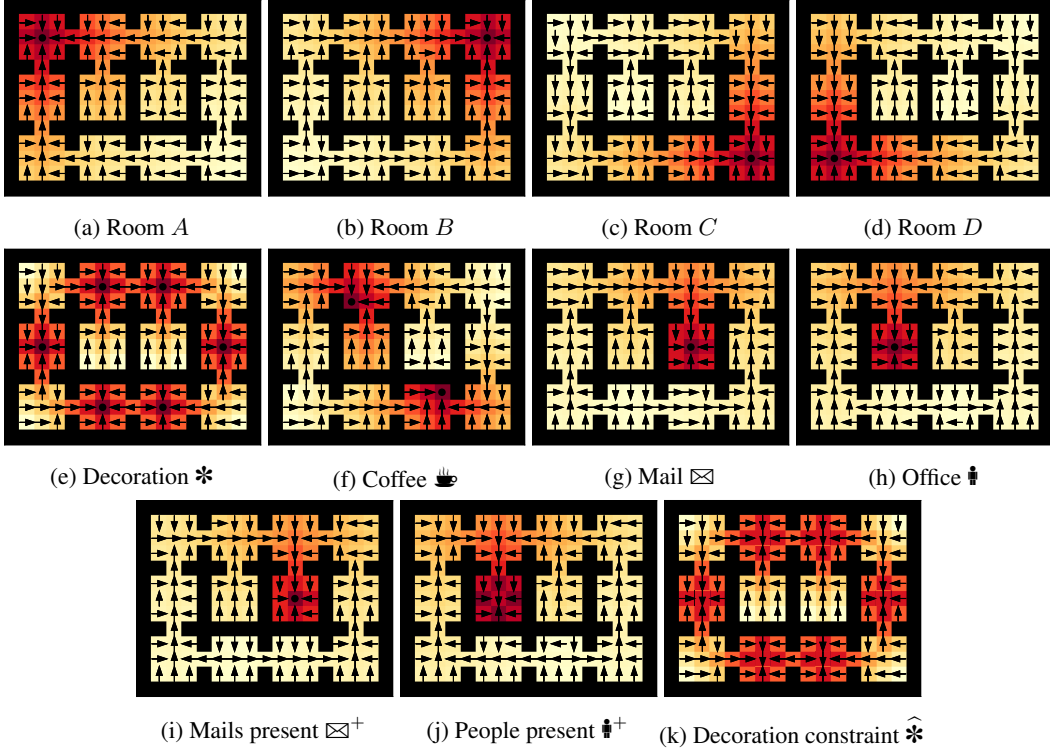 (a) Room A
(b) Room B
(c) Room C
(d) Room D
(e) Decoration ✻
(f) Coffee ☕
(g) Mail ✉
(h) Office 🚹
(i) Mails present ✉⁺
(j) People present 🚹⁺
(k) Decoration constraint ✻̂